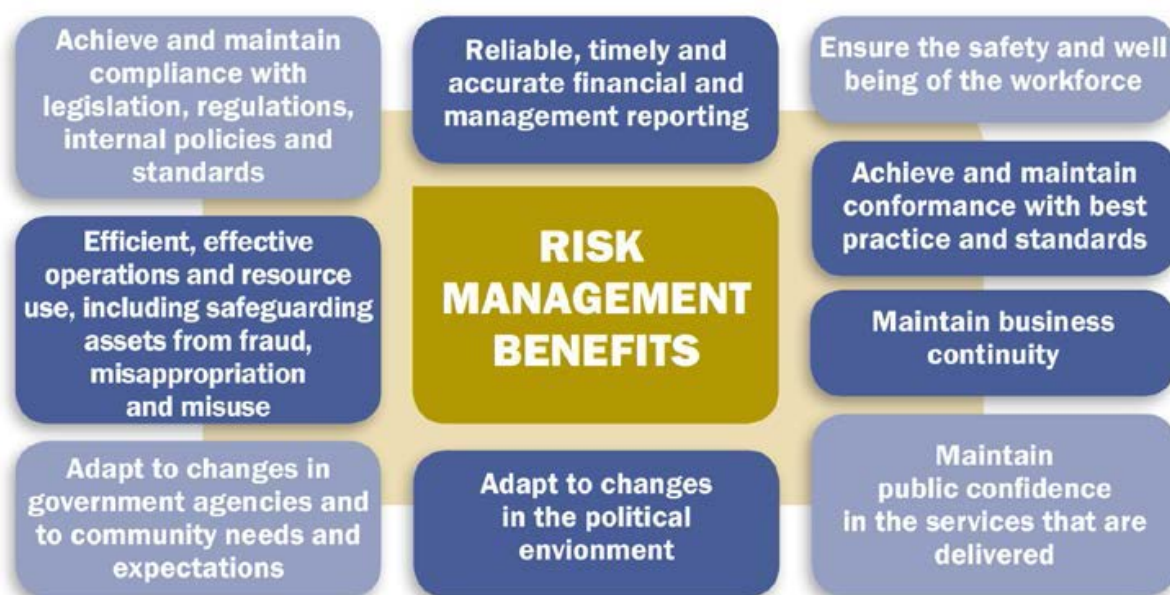 Achieve and maintain
compliance with
legislation, regulations,
internal policies and
standards
Reliable, timely and
accurate financial and
management reporting
Ensure the safety and well
being of the workforce
Efficient, effective
operations and resource
use, including safeguarding
assets from fraud,
misappropriation
and misuse
RISK
MANAGEMENT
BENEFITS
Achieve and maintain
conformance with best
practice and standards
Maintain business
continuity
Adapt to changes in
government agencies and
to community needs and
expectations
Adapt to changes
in the political
envionment
Maintain
public confidence
in the services that are
delivered